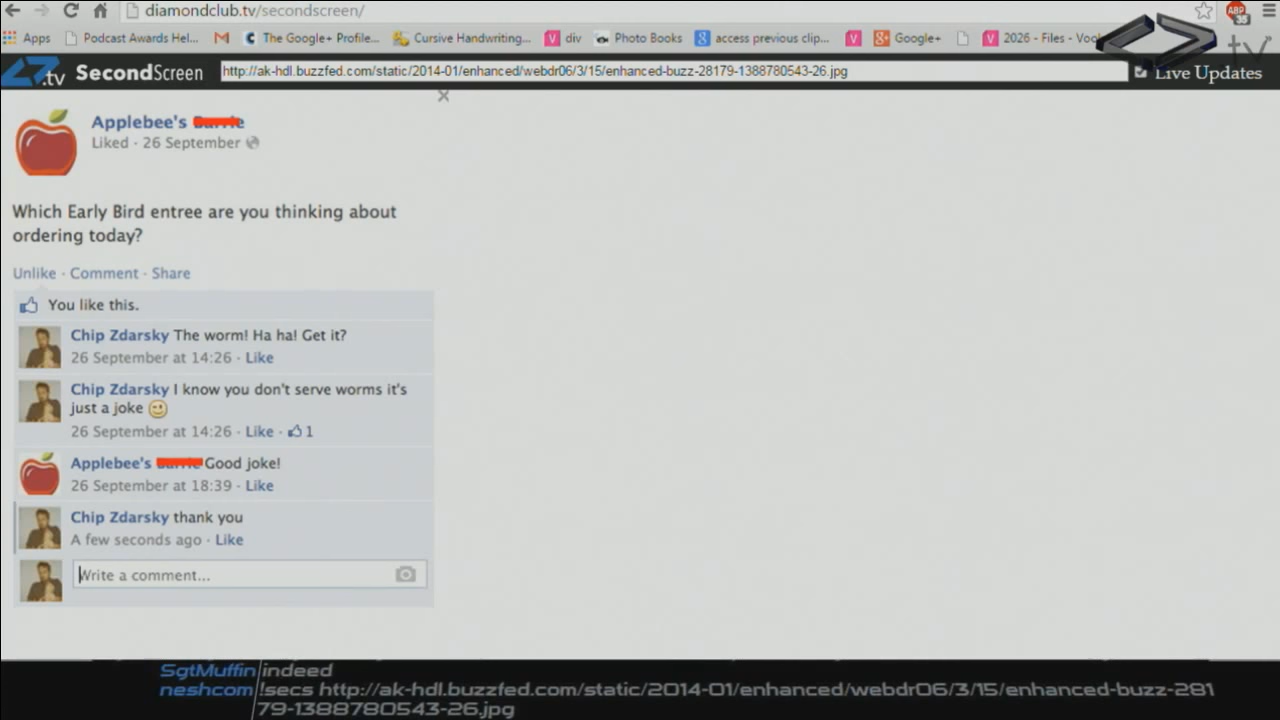 diamondclub.tv/secondscreen/
ABP
35
Apps Podcast Awards Hel... The Google+ Profile... Cursive Handwriting... div Photo Books access previous clip... Google+ 2026 - Files - Voo
.tv SecondScreen http://ak-hdl.buzzfed.com/static/2014-01/enhanced/webdr06/3/15/enhanced-buzz-28179-1388780543-26.jpg Live Updates
tv
Applebee's
Liked · 26 September
Which Early Bird entree are you thinking about
ordering today?
Unlike · Comment · Share
You like this.
Chip Zdarsky The worm! Ha ha! Get it?
26 September at 14:26 · Like
Chip Zdarsky I know you don't serve worms it's
just a joke
26 September at 14:26 · Like · 1
Applebee's Good joke!
26 September at 18:39 · Like
Chip Zdarsky thank you
A few seconds ago · Like
Write a comment...
SgtMuffin indeed
neshcom !secs http://ak-hdl.buzzfed.com/static/2014-01/enhanced/webdr06/3/15/enhanced-buzz-281
79-1388780543-26.jpg